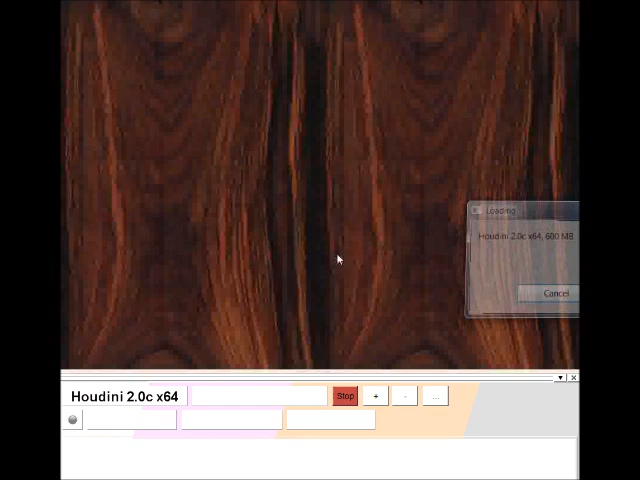 Loading
Houdini 2.0c x64, 600 MB
Cancel
Houdini 2.0c x64
Stop
+
-
...